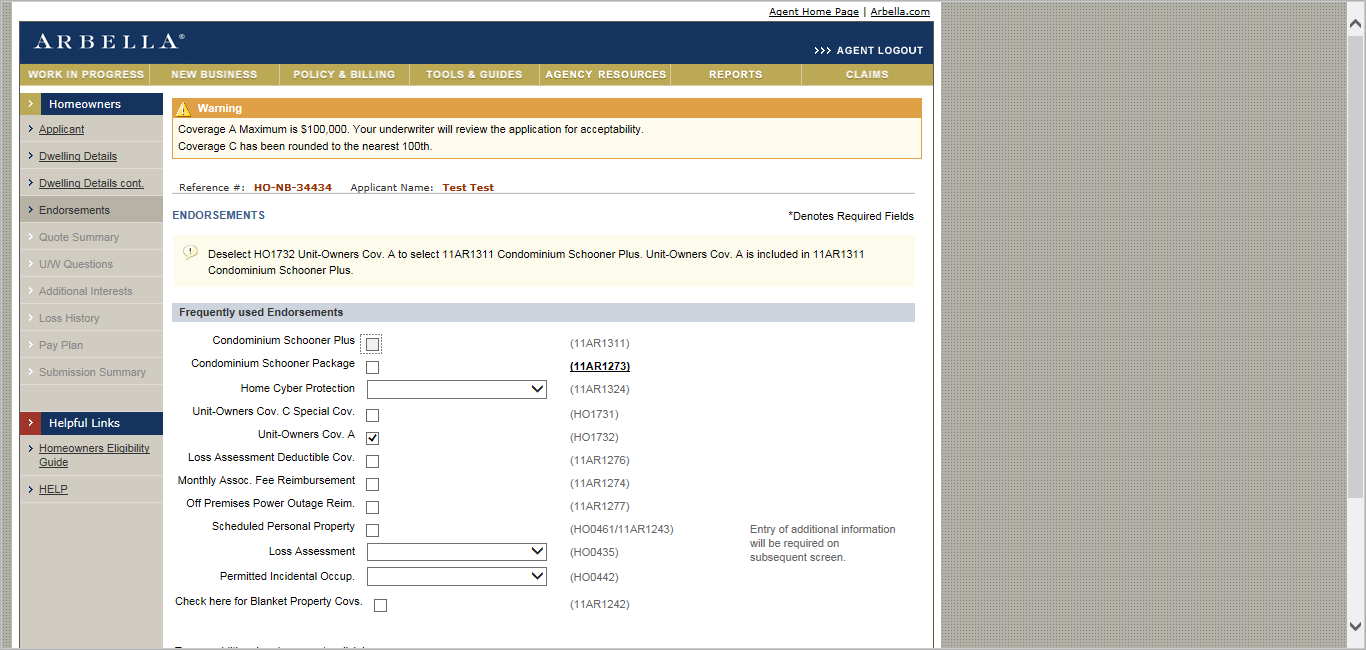 Agent Home Page | Arbella.com
ARBELLA®
>>> AGENT LOGOUT
WORK IN PROGRESS NEW BUSINESS POLICY & BILLING TOOLS & GUIDES AGENCY RESOURCES REPORTS CLAIMS
Homeowners
Applicant
Dwelling Details
Dwelling Details cont.
Endorsements
Quote Summary
U/W Questions
Additional Interests
Loss History
Pay Plan
Submission Summary
Helpful Links
Homeowners Eligibility
Guide
HELP
Warning
Coverage A Maximum is $100,000. Your underwriter will review the application for acceptability.
Coverage C has been rounded to the nearest 100th.
Reference #: HO-NB-34434 Applicant Name: Test Test
ENDORSEMENTS
*Denotes Required Fields
Deselect HO1732 Unit-Owners Cov. A to select 11AR1311 Condominium Schooner Plus. Unit-Owners Cov. A is included in 11AR1311
Condominium Schooner Plus.
Frequently used Endorsements
Condominium Schooner Plus (11AR1311)
Condominium Schooner Package (11AR1273)
Home Cyber Protection (11AR1324)
Unit-Owners Cov. C Special Cov. (HO1731)
Unit-Owners Cov. A (HO1732)
Loss Assessment Deductible Cov. (11AR1276)
Monthly Assoc. Fee Reimbursement (11AR1274)
Off Premises Power Outage Reim. (11AR1277)
Scheduled Personal Property (HO0461/11AR1243)
Entry of additional information
will be required on
subsequent screen.
Loss Assessment (HO0435)
Permitted Incidental Occup. (HO0442)
Check here for Blanket Property Covs. (11AR1242)